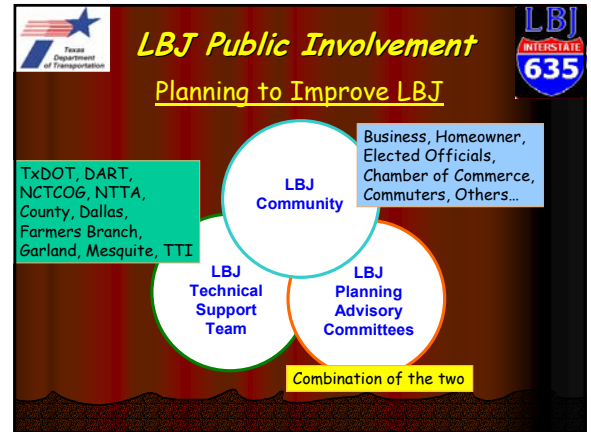 Texas
Department
of Transportation
LBJ Public Involvement
LBJ
INTERSTATE
635
Planning to Improve LBJ
Business, Homeowner,
Elected Officials,
Chamber of Commerce,
Commuters, Others…
TxDOT, DART,
NCTCOG, NTTA,
County, Dallas,
Farmers Branch,
Garland, Mesquite, TTI
LBJ
Community
LBJ
Technical
Support
Team
LBJ
Planning
Advisory
Committees
Combination of the two